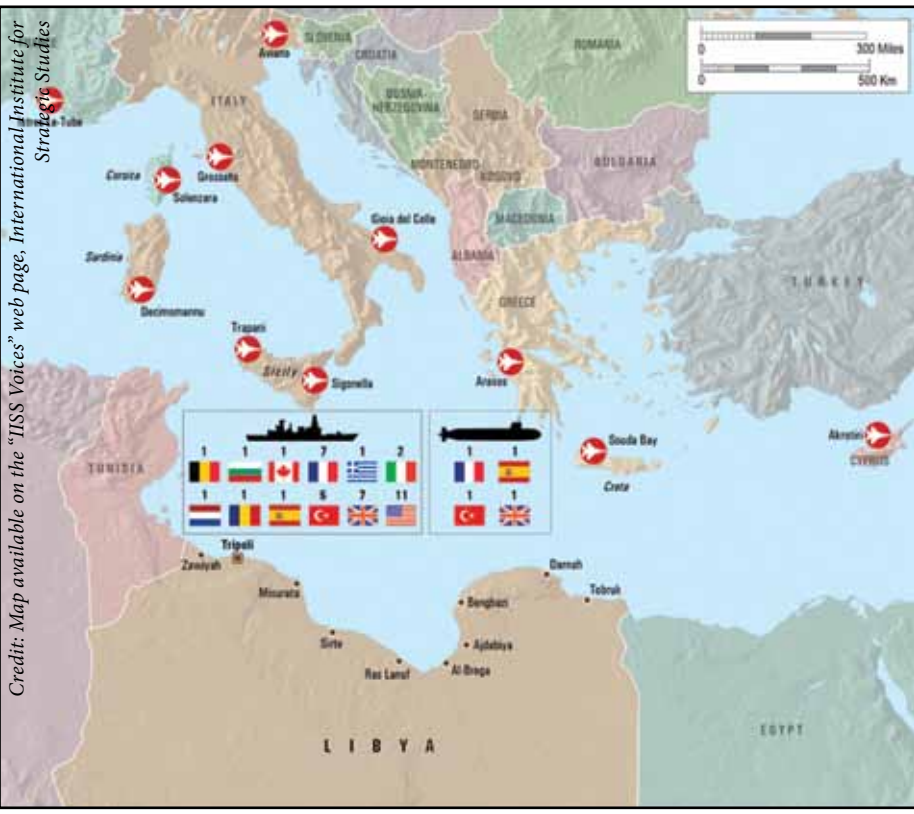 Credit: Map available on the “IISS Voices” web page, International Institute for
Strategic Studies
Aviano
SLOVENIA
CROATIA
ROMANIA
0 300 Miles
0 500 Km
BOSNIA-
HERZEGOVINA
SERBIA
ITALY
MONTENEGRO
KOSOVO
BULGARIA
Corsica
Grosseto
Solenzara
Gioia del Colle
MACEDONIA
ALBANIA
Sardinia
Decimomannu
GREECE
TURKEY
Trapani
Sicily
Sigonella
Araxos
Souda Bay
Crete
Akrotiri
CYPRUS
TUNISIA
1 1 1 7 1 2
1 1 1 5 7 11
1 1
1 1
Zawiyah
Tripoli
Misurata
Sirte
Ras Lanuf
Darnah
Tobruk
Benghazi
Ajdabiya
Al-Brega
LIBYA
EGYPT